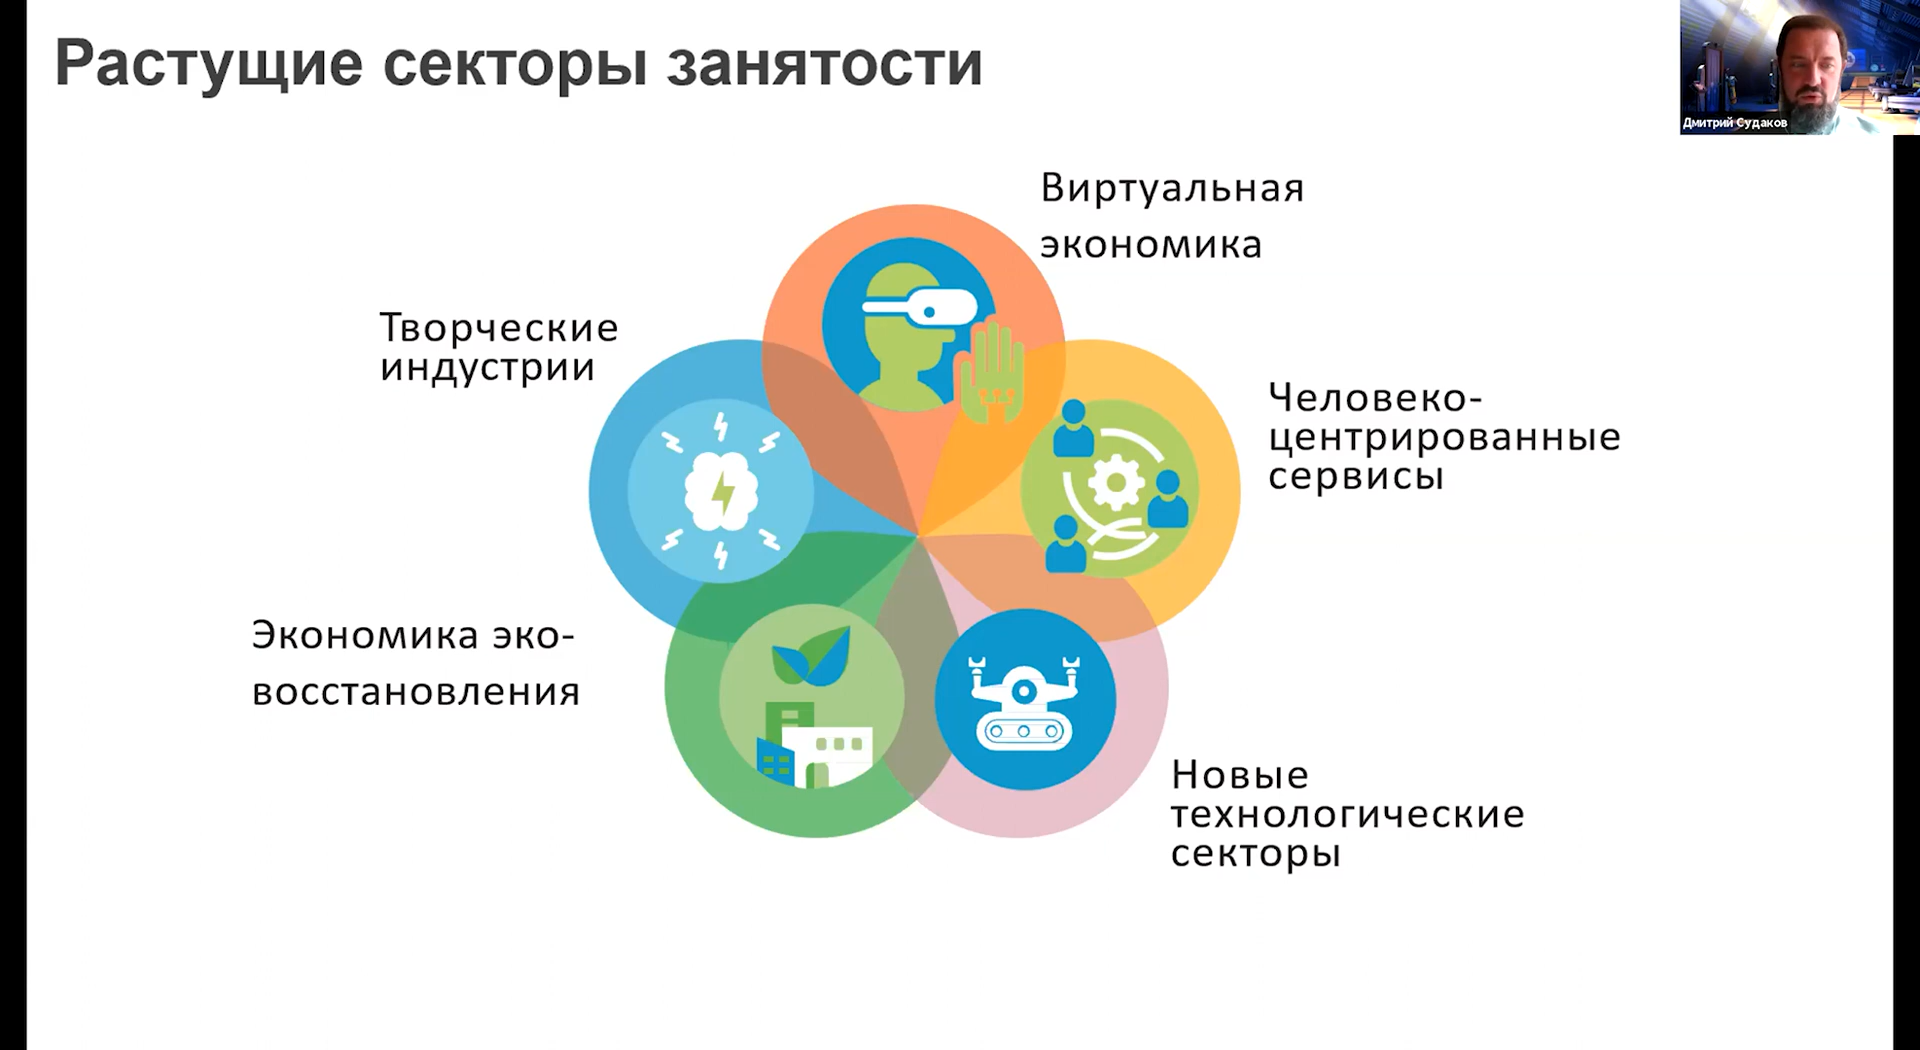 Растущие секторы занятости
Дмитрий Судаков
Виртуальная
экономика
Творческие
индустрии
Человеко-
центрированные
сервисы
Экономика эко-
восстановления
Новые
технологические
секторы